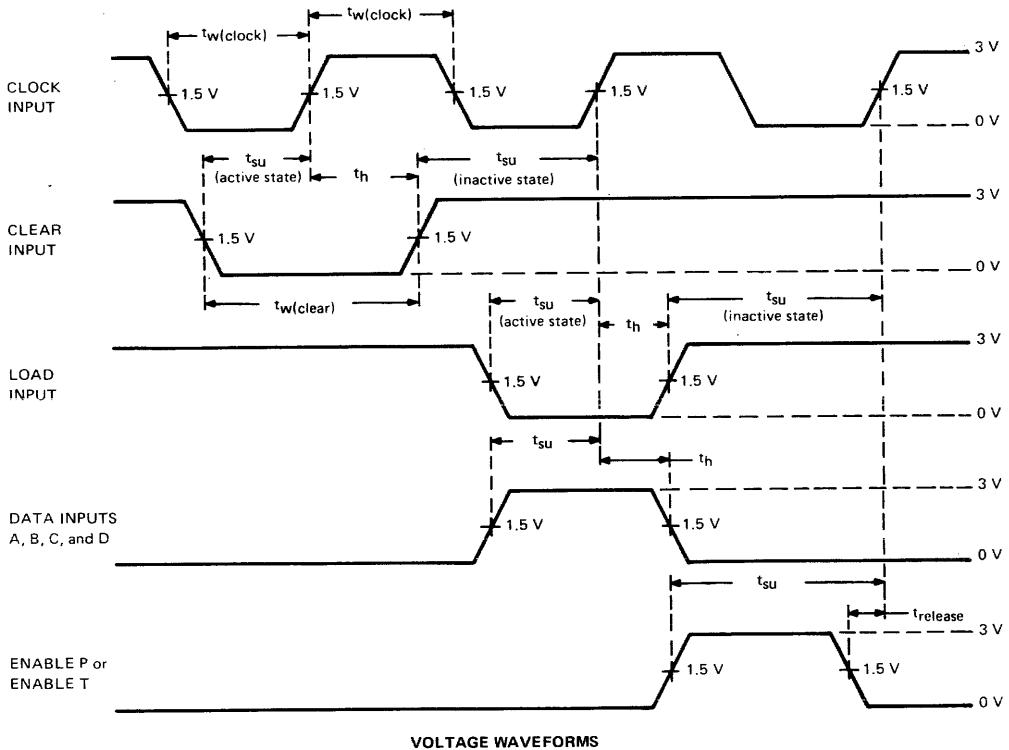 tw(clock)
tw(clock)
3 V
CLOCK
INPUT
1.5 V
1.5 V
1.5 V
1.5 V
1.5 V
0 V
tsu
(active state)
th
tsu
(inactive state)
3 V
CLEAR
INPUT
1.5 V
1.5 V
0 V
tw(clear)
tsu
(active state)
th
tsu
(inactive state)
3 V
LOAD
INPUT
1.5 V
1.5 V
0 V
tsu
th
3 V
DATA INPUTS
A, B, C, and D
1.5 V
1.5 V
0 V
tsu
trelease
3 V
ENABLE P or
ENABLE T
1.5 V
1.5 V
0 V
VOLTAGE WAVEFORMS